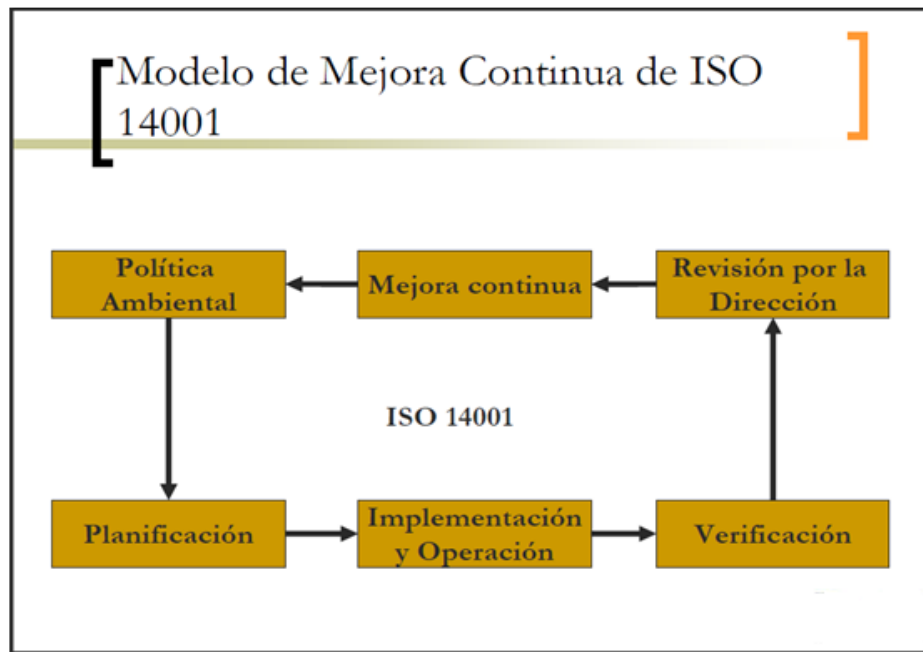 Modelo de Mejora Continua de ISO
14001
Política
Ambiental
Mejora continua
Revisión por la
Dirección
ISO 14001
Planificación
Implementación
y Operación
Verificación